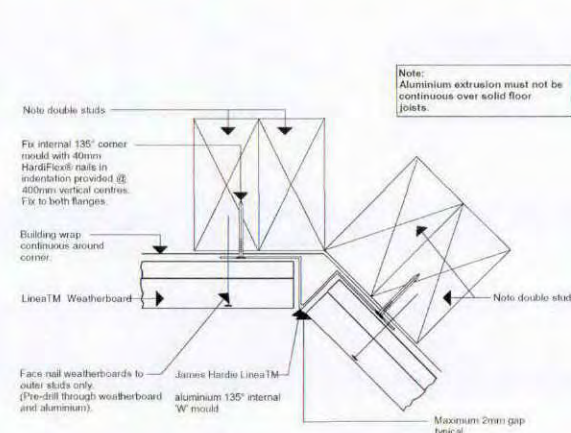 Note:
Aluminium extrusion must not be
continuous over solid floor
joists.
Note double studs
Fix internal 135° corner
mould with 40mm
HardiFlex® nails in
indentation provided @
400mm vertical centres.
Fix to both flanges.
Building wrap
continuous around
corner.
LineaTM Weatherboard
Note double stud
Face nail weatherboards to
outer studs only.
(Pre-drill through weatherboard
and aluminium).
James Hardie LineaTM
aluminium 135° internal
'W' mould
Maximum 2mm gap
typical